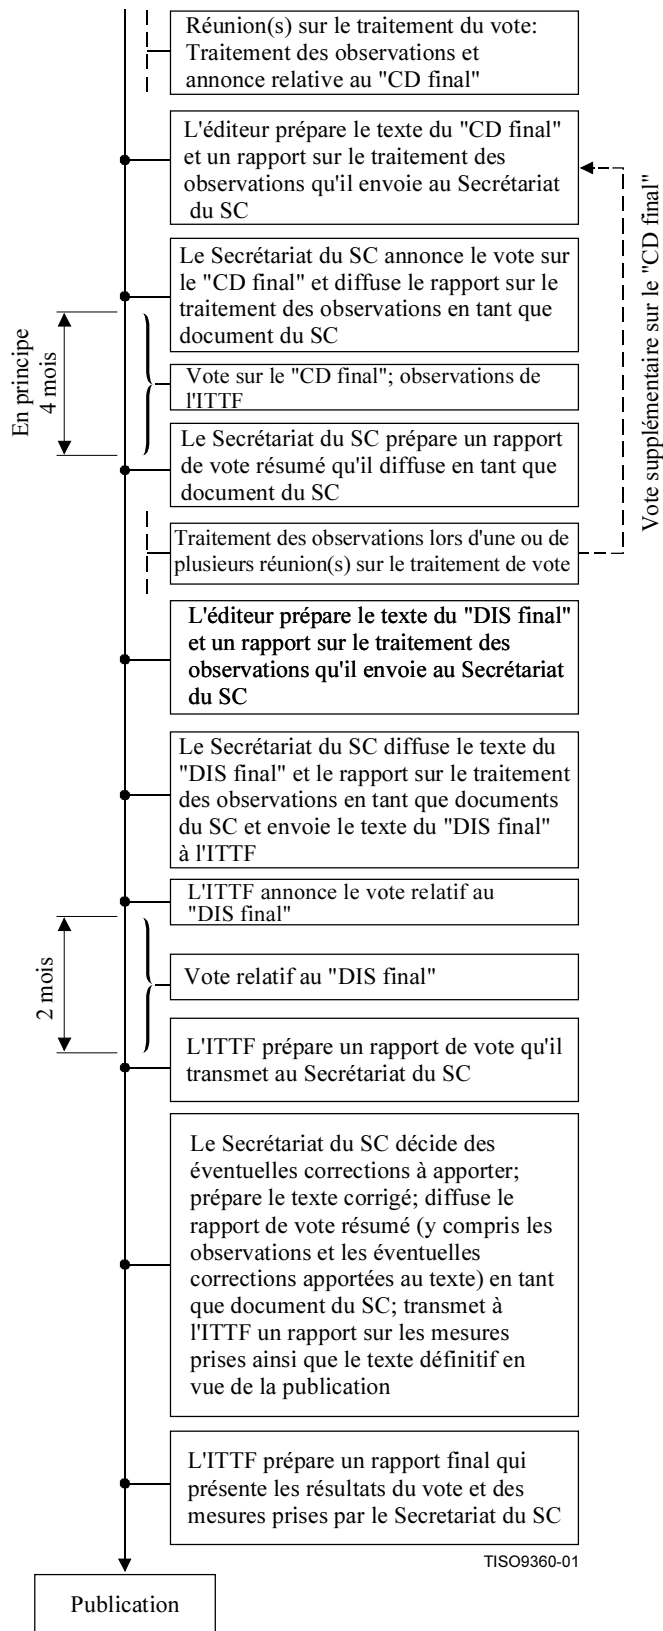 Réunion(s) sur le traitement du vote:
Traitement des observations et
annonce relative au "CD final"
L'éditeur prépare le texte du "CD final"
et un rapport sur le traitement des
observations qu'il envoie au Secrétariat
du SC
Le Secrétariat du SC annonce le vote sur
le "CD final" et diffuse le rapport sur le
traitement des observations en tant que
document du SC
En principe
4 mois
Vote sur le "CD final"; observations de
l'ITTF
Le Secrétariat du SC prépare un rapport
de vote résumé qu'il diffuse en tant que
document du SC
Vote supplémentaire sur le "CD final"
Traitement des observations lors d'une ou de
plusieurs réunion(s) sur le traitement de vote
L'éditeur prépare le texte du "DIS final"
et un rapport sur le traitement des
observations qu'il envoie au Secrétariat
du SC
Le Secrétariat du SC diffuse le texte du
"DIS final" et le rapport sur le traitement
des observations en tant que documents
du SC et envoie le texte du "DIS final"
à l'ITTF
L'ITTF annonce le vote relatif au
"DIS final"
2 mois
Vote relatif au "DIS final"
L'ITTF prépare un rapport de vote qu'il
transmet au Secrétariat du SC
Le Secrétariat du SC décide des
éventuelles corrections à apporter;
prépare le texte corrigé; diffuse le
rapport de vote résumé (y compris les
observations et les éventuelles
corrections apportées au texte) en tant
que document du SC; transmet à
l'ITTF un rapport sur les mesures
prises ainsi que le texte définitif en
vue de la publication
L'ITTF prépare un rapport final qui
présente les résultats du vote et des
mesures prises par le Secretariat du SC
TISO9360-01
Publication